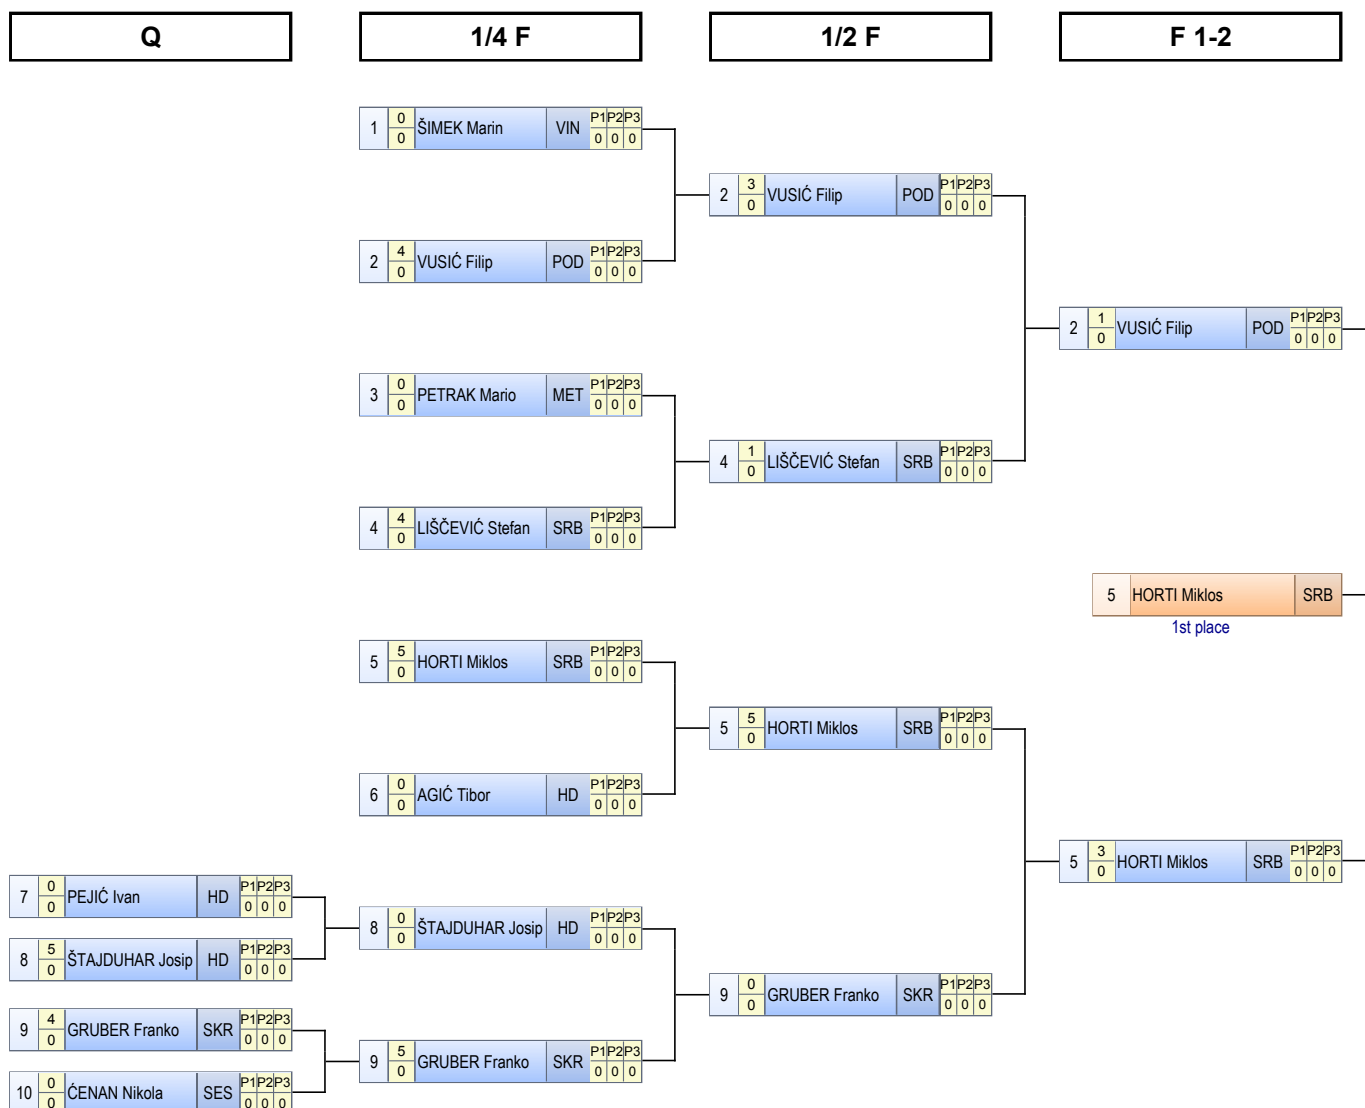 Q 1/4 F 1/2 F F 1-2
1 0 0 ŠIMEK Marin VIN P1 P2 P3 0 0 0
2 3 0 VUSIĆ Filip POD P1 P2 P3 0 0 0
2 4 0 VUSIĆ Filip POD P1 P2 P3 0 0 0
2 1 0 VUSIĆ Filip POD P1 P2 P3 0 0 0
3 0 0 PETRAK Mario MET P1 P2 P3 0 0 0
4 1 0 LIŠČEVIĆ Stefan SRB P1 P2 P3 0 0 0
4 4 0 LIŠČEVIĆ Stefan SRB P1 P2 P3 0 0 0
5 HORTI Miklos SRB
1st place
5 5 0 HORTI Miklos SRB P1 P2 P3 0 0 0
5 5 0 HORTI Miklos SRB P1 P2 P3 0 0 0
6 0 0 AGIĆ Tibor HD P1 P2 P3 0 0 0
5 3 0 HORTI Miklos SRB P1 P2 P3 0 0 0
7 0 0 PEJIĆ Ivan HD P1 P2 P3 0 0 0
8 0 0 ŠTAJDUHAR Josip HD P1 P2 P3 0 0 0
8 5 0 ŠTAJDUHAR Josip HD P1 P2 P3 0 0 0
9 0 0 GRUBER Franko SKR P1 P2 P3 0 0 0
9 4 0 GRUBER Franko SKR P1 P2 P3 0 0 0
9 5 0 GRUBER Franko SKR P1 P2 P3 0 0 0
10 0 0 ĆENAN Nikola SES P1 P2 P3 0 0 0